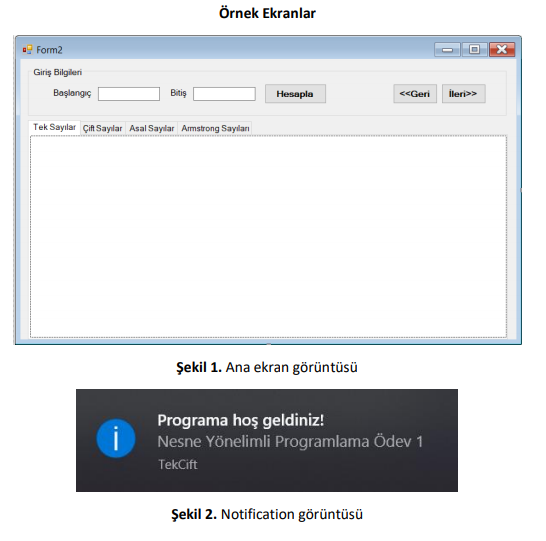 Örnek Ekranlar
Form2
Giriş Bilgileri
Başlangıç Bitiş Hesapla <<Geri İleri>>
Tek Sayılar Çift Sayılar Asal Sayılar Armstrong Sayıları
Şekil 1. Ana ekran görüntüsü
Programa hoş geldiniz!
Nesne Yönelimli Programlama Ödev 1
TekCift
Şekil 2. Notification görüntüsü